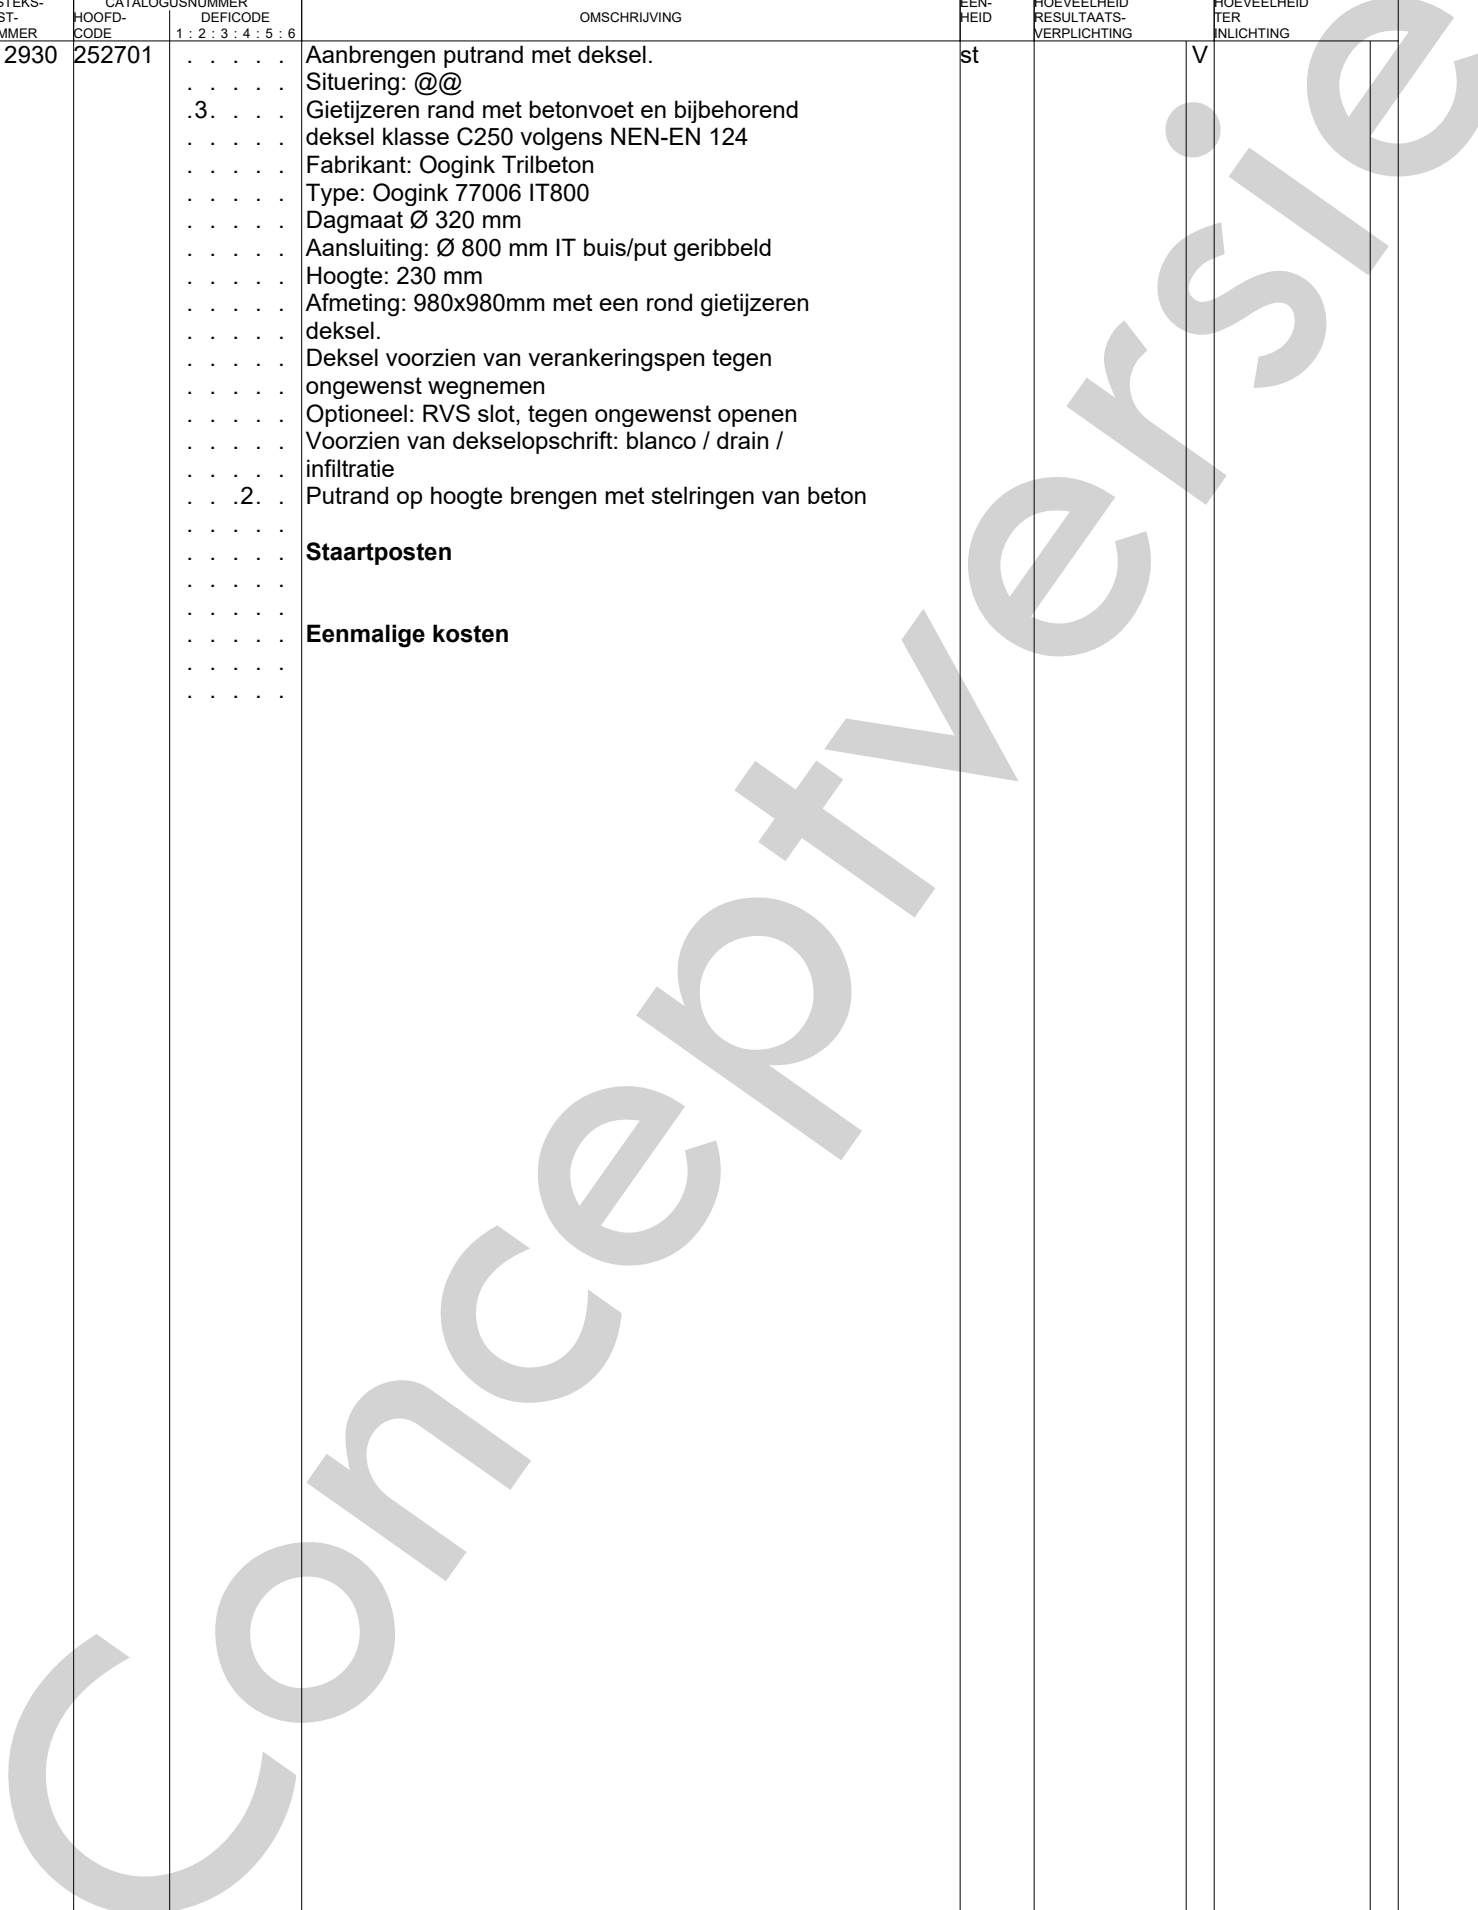 CATALOGUSNUMMER
HOOFD-
CODE
DEFICODE
1 : 2 : 3 : 4 : 5 : 6
OMSCHRIJVING
EEN-
HEID
HOEVEELHEID
RESULTAATS-
VERPLICHTING
HOEVEELHEID
TER
INLICHTING
2930 252701 . . . . . Aanbrengen putrand met deksel. st V
. . . . . Situering: @@
.3. . . . Gietijzeren rand met betonvoet en bijbehorend
. . . . . deksel klasse C250 volgens NEN-EN 124
. . . . . Fabrikant: Oogink Trilbeton
. . . . . Type: Oogink 77006 IT800
. . . . . Dagmaat Ø 320 mm
. . . . . Aansluiting: Ø 800 mm IT buis/put geribbeld
. . . . . Hoogte: 230 mm
. . . . . Afmeting: 980x980mm met een rond gietijzeren
. . . . . deksel.
. . . . . Deksel voorzien van verankeringspen tegen
. . . . . ongewenst wegnemen
. . . . . Optioneel: RVS slot, tegen ongewenst openen
. . . . . Voorzien van dekselopschrift: blanco / drain /
. . . . . infiltratie
. . .2. . Putrand op hoogte brengen met stelringen van beton
. . . . .
. . . . . Staartposten
. . . . .
. . . . .
. . . . . Eenmalige kosten
. . . . .
. . . . .
Conceptversie